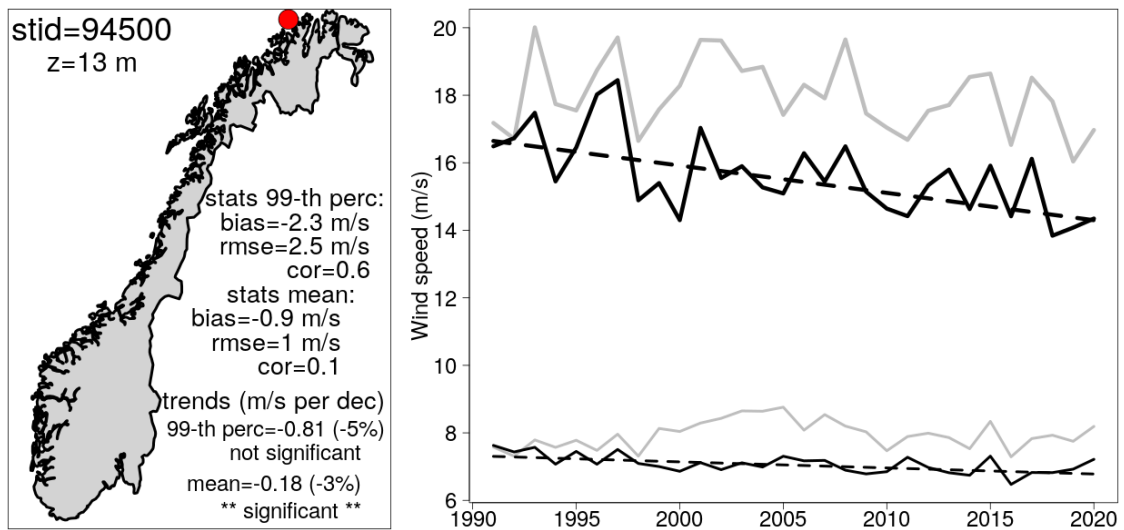 stid=94500
z=13 m
stats 99-th perc:
bias=-2.3 m/s
rmse=2.5 m/s
cor=0.6
stats mean:
bias=-0.9 m/s
rmse=1 m/s
cor=0.1
trends (m/s per dec)
99-th perc=-0.81 (-5%)
not significant
mean=-0.18 (-3%)
** significant **
Wind speed (m/s)
20
18
16
14
12
10
8
6
1990 1995 2000 2005 2010 2015 2020